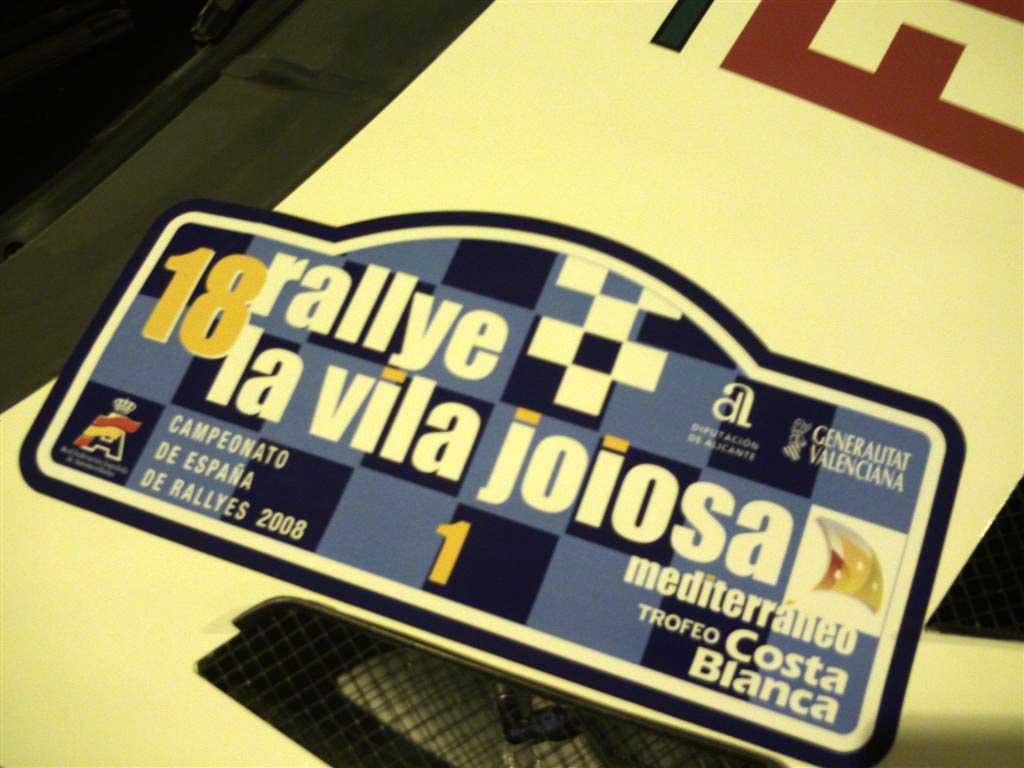 18 rallye
la vila joiosa
mediterráneo
TROFEO Costa
Blanca
CAMPEONATO
DE ESPAÑA
DE RALLYES 2008
1
DIPUTACIÓN
DE ALICANTE
GENERALITAT
VALENCIANA